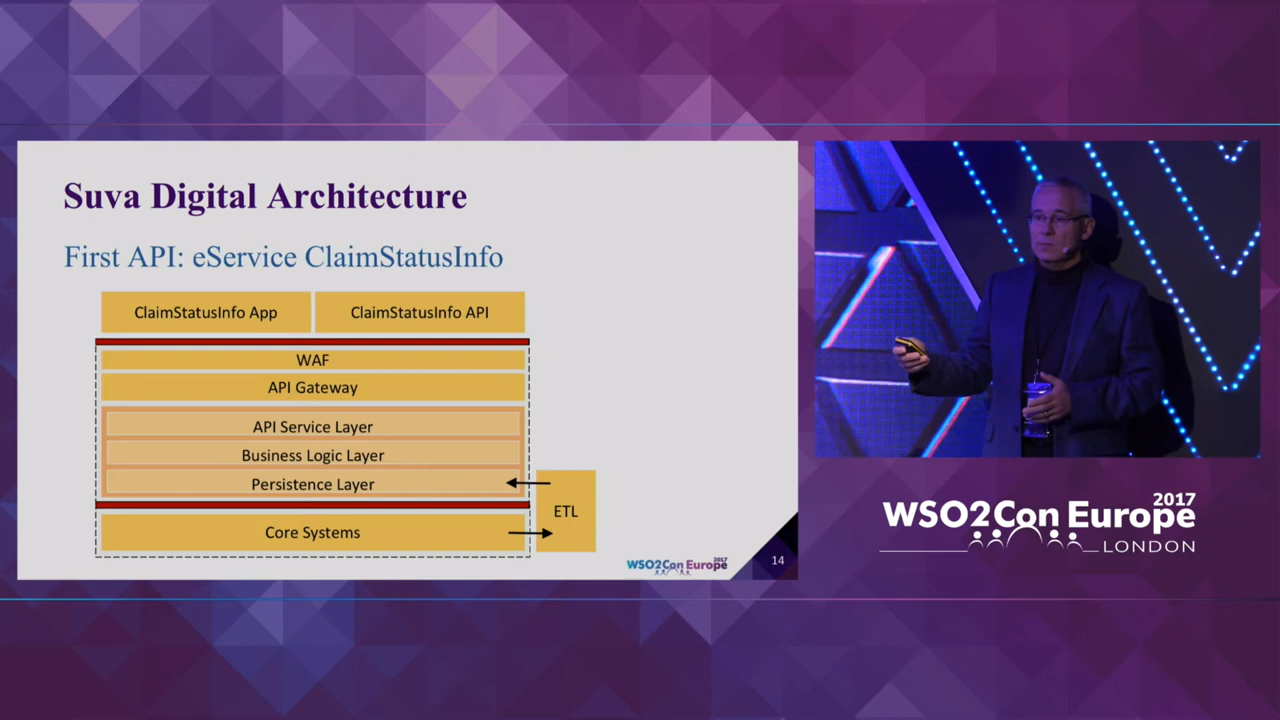 Suva Digital Architecture
First API: eService ClaimStatusInfo
ClaimStatusInfo App
ClaimStatusInfo API
WAF
API Gateway
API Service Layer
Business Logic Layer
Persistence Layer
ETL
Core Systems
WSO2Con Europe 2017
14
WSO2Con Europe 2017
LONDON